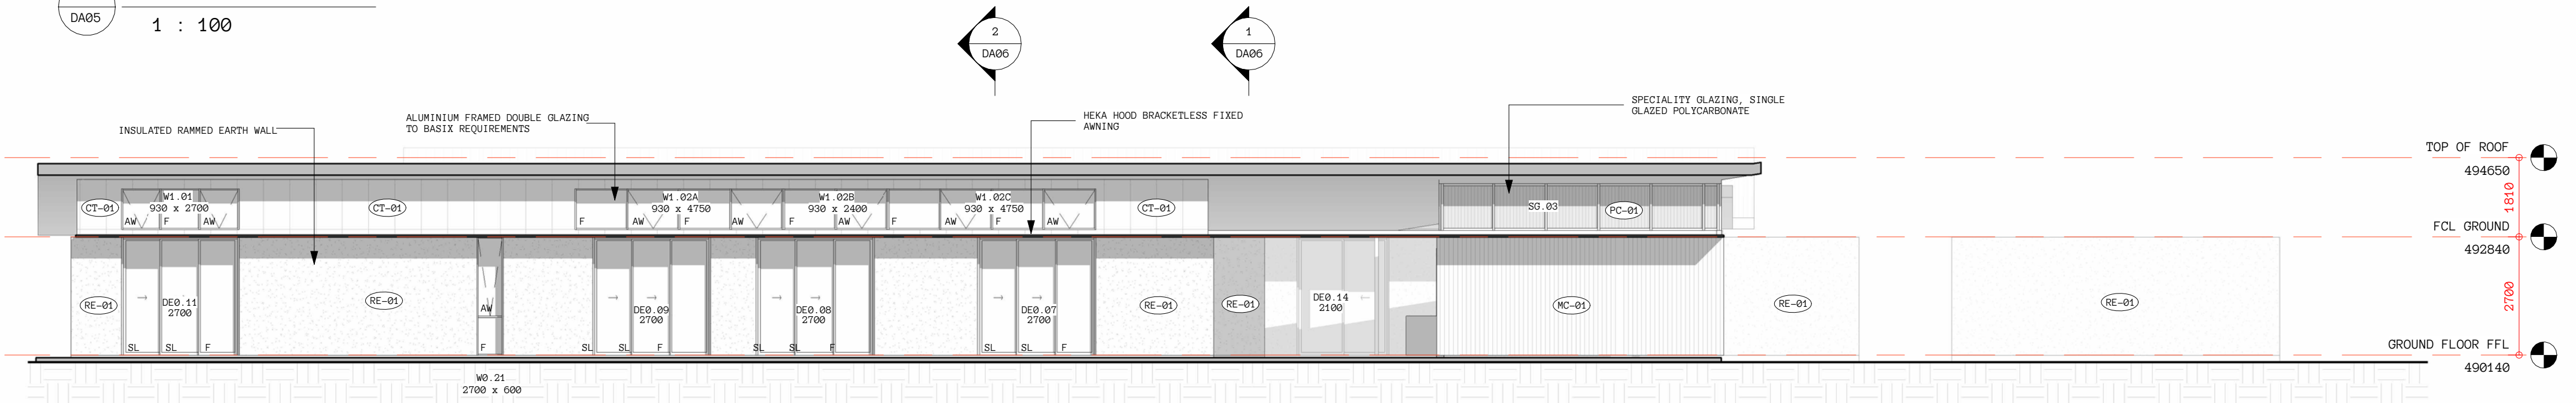 DA05
1 : 100
2
DA06
1
DA06
INSULATED RAMMED EARTH WALL
ALUMINIUM FRAMED DOUBLE GLAZING
TO BASIX REQUIREMENTS
HEKA HOOD BRACKETLESS FIXED
AWNING
SPECIALITY GLAZING, SINGLE
GLAZED POLYCARBONATE
TOP OF ROOF
494650
1810
FCL GROUND
492840
2700
GROUND FLOOR FFL
490140
CT-01
W1.01
930 x 2700
AW
F
AW
CT-01
F
W1.02A
930 x 4750
AW
F
AW
W1.02B
930 x 2400
F
AW
F
W1.02C
930 x 4750
AW
F
AW
CT-01
SG.03
PC-01
RE-01
DE0.11
2700
SL
SL
F
RE-01
AW
F
DE0.09
2700
SL
SL
F
DE0.08
2700
SL
SL
F
DE0.07
2700
SL
SL
F
RE-01
RE-01
DE0.14
2100
MC-01
RE-01
RE-01
W0.21
2700 x 600